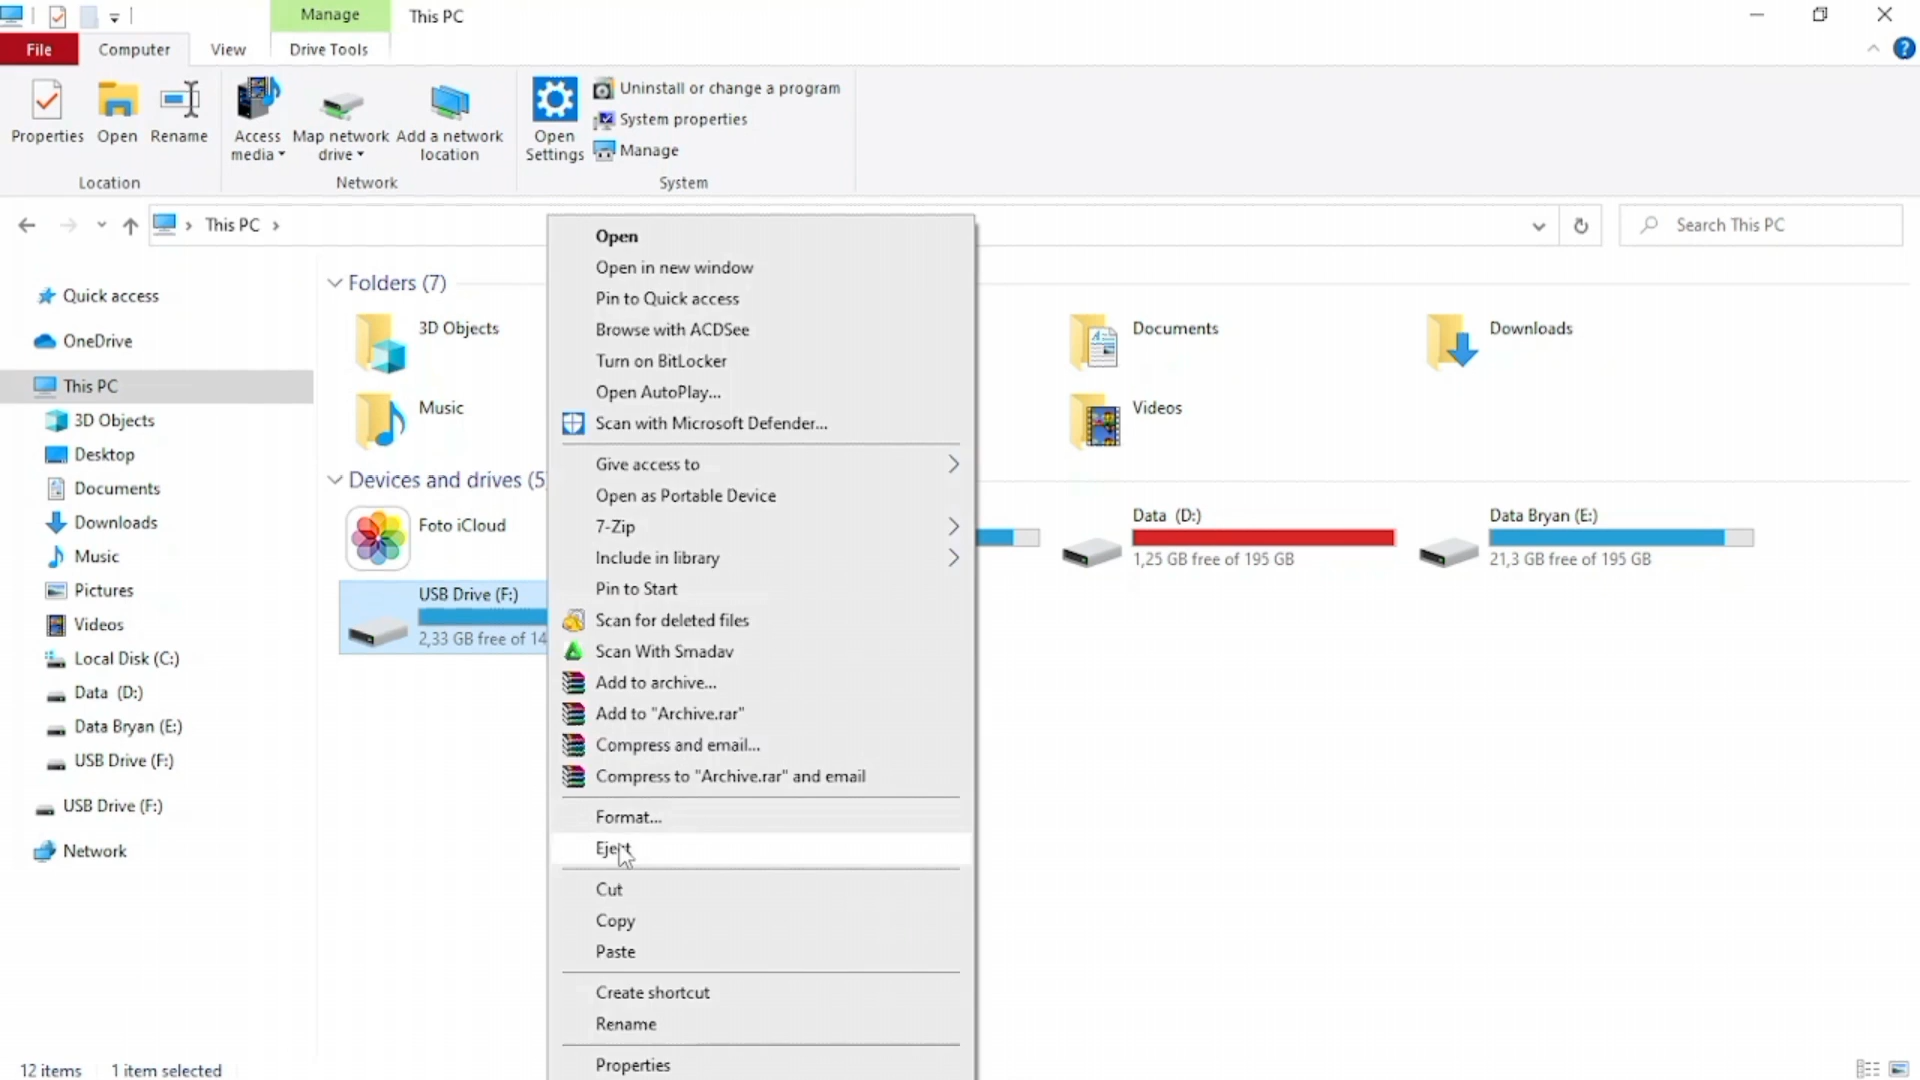 Manage
This PC
File
Computer
View
Drive Tools
Properties
Open
Rename
Access media
Map network drive
Add a network location
Open Settings
Uninstall or change a program
System properties
Manage
Location
Network
System
This PC
Search This PC
Quick access
OneDrive
This PC
3D Objects
Desktop
Documents
Downloads
Music
Pictures
Videos
Local Disk (C:)
Data (D:)
Data Bryan (E:)
USB Drive (F:)
USB Drive (F:)
Network
Folders (7)
3D Objects
Documents
Downloads
Music
Videos
Devices and drives (5
Foto iCloud
Data (D:)
1,25 GB free of 195 GB
Data Bryan (E:)
21,3 GB free of 195 GB
USB Drive (F:)
2,33 GB free of 14
Open
Open in new window
Pin to Quick access
Browse with ACDSee
Turn on BitLocker
Open AutoPlay...
Scan with Microsoft Defender...
Give access to
Open as Portable Device
7-Zip
Include in library
Pin to Start
Scan for deleted files
Scan With Smadav
Add to archive...
Add to "Archive.rar"
Compress and email...
Compress to "Archive.rar" and email
Format...
Eject
Cut
Copy
Paste
Create shortcut
Rename
Properties
12 items
1 item selected